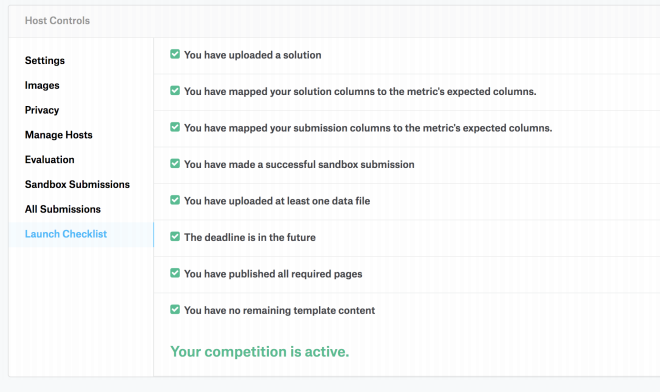 Host Controls
Settings
Images
Privacy
Manage Hosts
Evaluation
Sandbox Submissions
All Submissions
Launch Checklist
You have uploaded a solution
You have mapped your solution columns to the metric's expected columns.
You have mapped your submission columns to the metric's expected columns.
You have made a successful sandbox submission
You have uploaded at least one data file
The deadline is in the future
You have published all required pages
You have no remaining template content
Your competition is active.